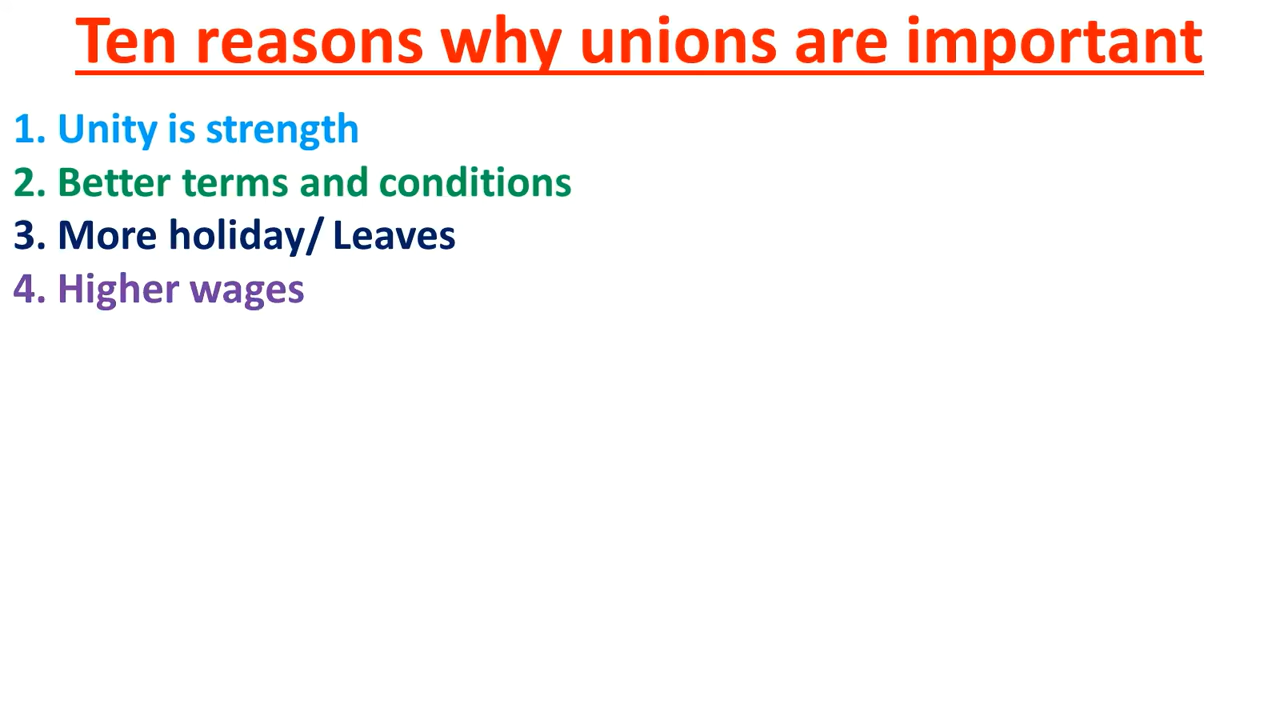 Ten reasons why unions are important
1. Unity is strength
2. Better terms and conditions
3. More holiday/ Leaves
4. Higher wages